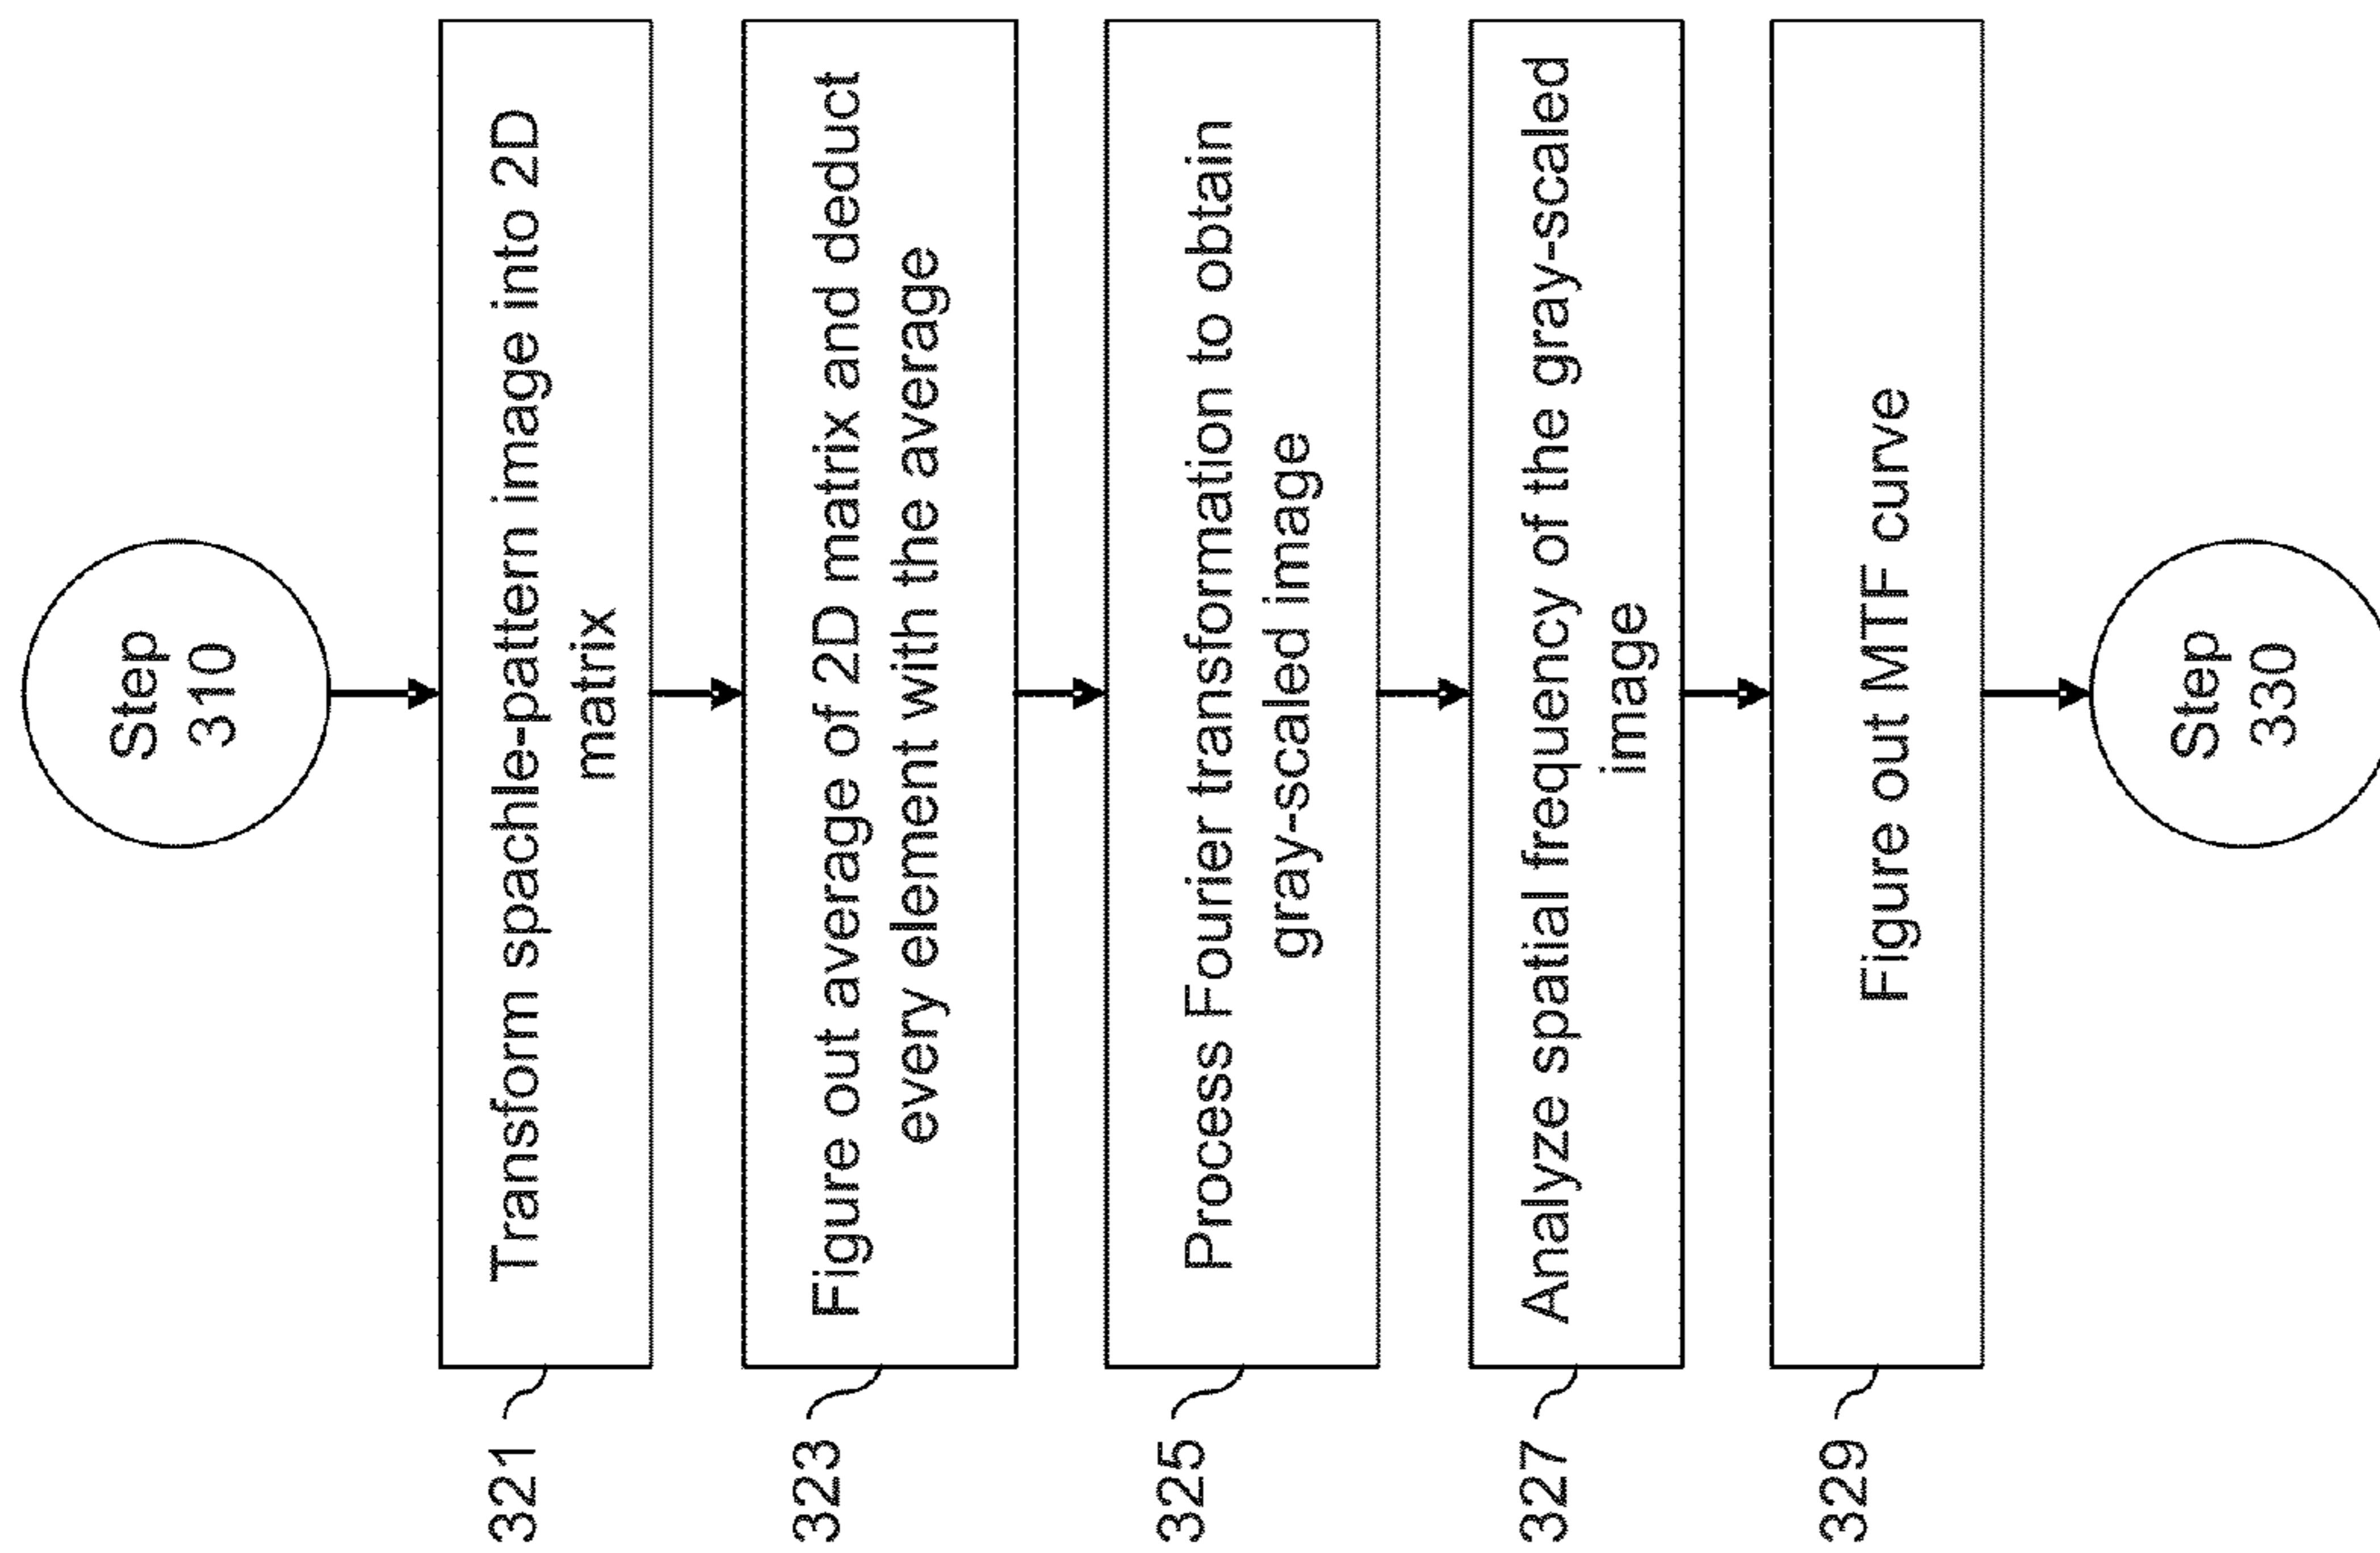 Step
310
321
Transform spachle-pattern image into 2D
matrix
323
Figure out average of 2D matrix and deduct
every element with the average
325
Process Fourier transformation to obtain
gray-scaled image
327
Analyze spatial frequency of the gray-scaled
image
329
Figure out MTF curve
Step
330